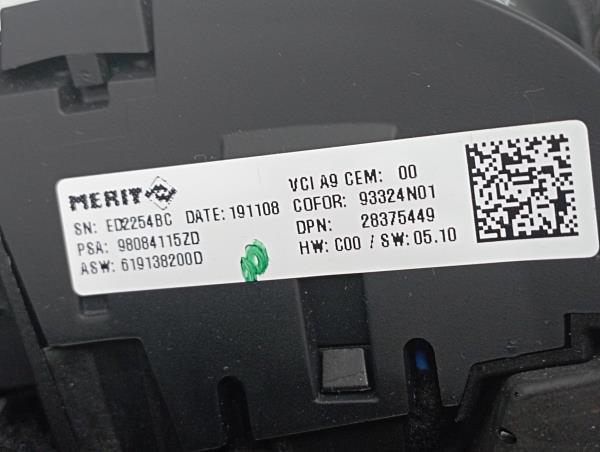 MERIT
SN: ED2254BC DATE: 191108
PSA: 98084115ZD
ASW: 619138200D
VCI A9 CEM: 00
COFOR: 93324N01
DPN: 28375449
HW: C00 / SW: 05.10